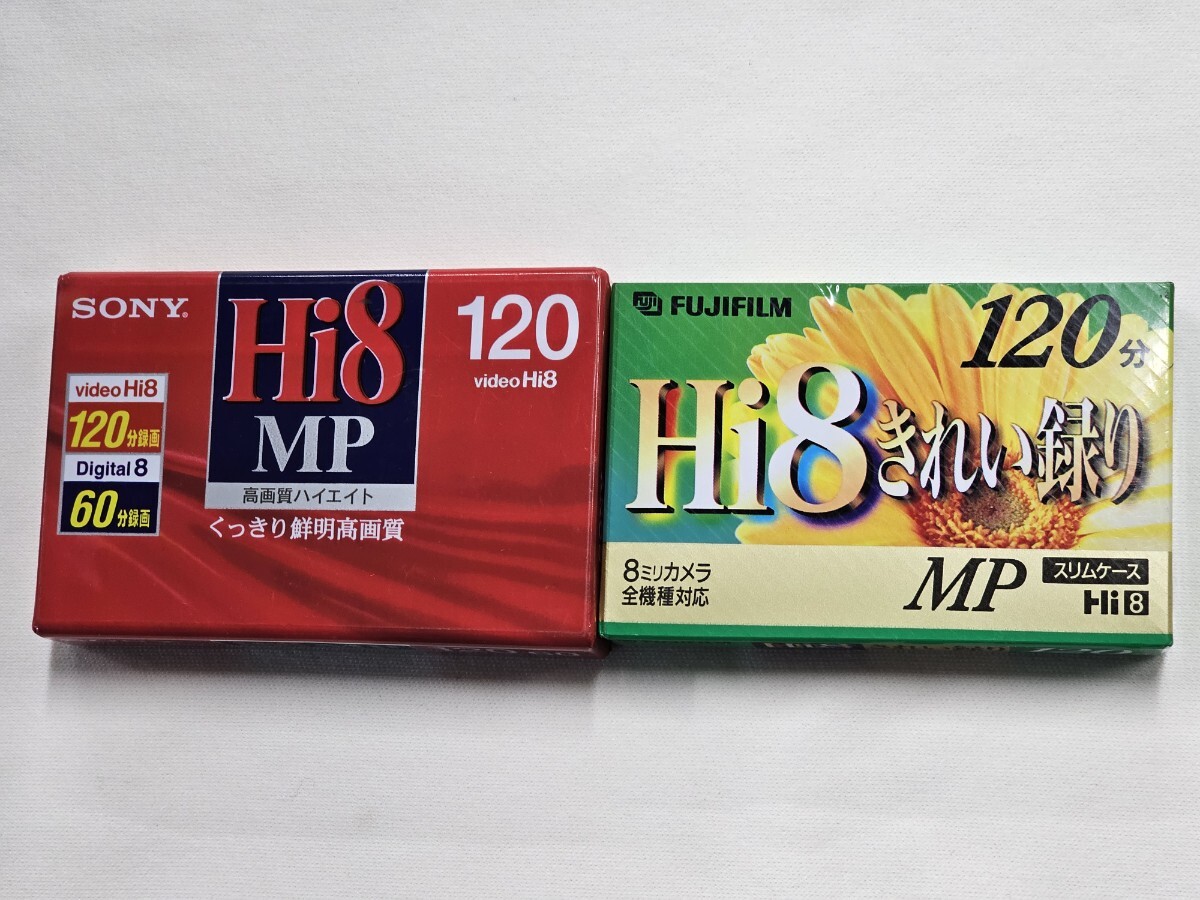 SONY
Hi8
MP
高画質ハイエイト
くっきり鮮明高画質
120
video Hi8
video Hi8
120分録画
Digital 8
60分録画
FUJI
FUJIFILM
120分
Hi8きれい録り
8ミリカメラ
全機種対応
MP
スリムケース
Hi8